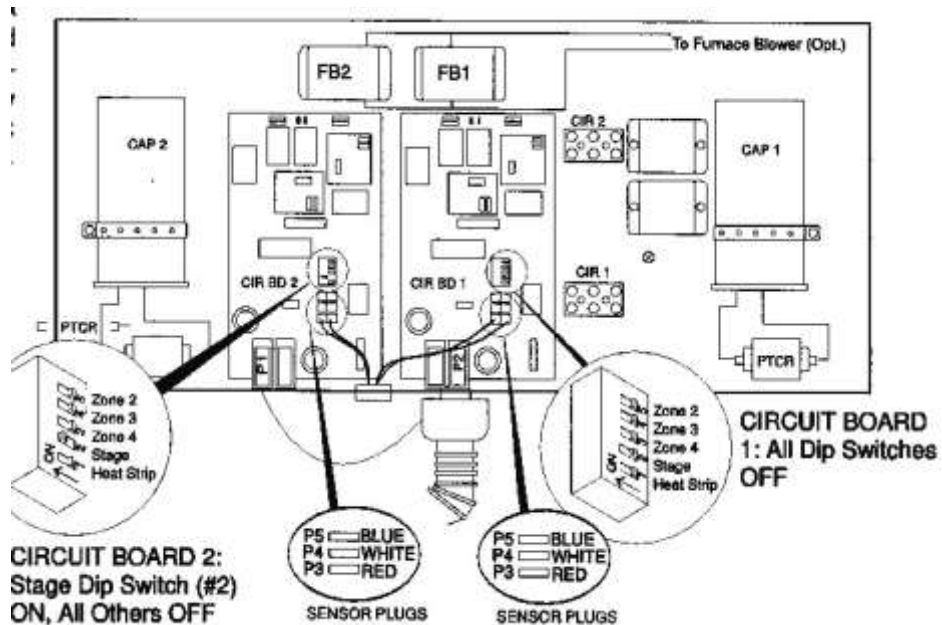 To Furnace Blower (Opt.)
FB2
FB1
CAP 2
CIR 2
CAP 1
CIR BD 2
CIR BD 1
CIR 1
PTCR
P1
P2
PTCR
Zone 2
Zone 3
Zone 4
Stage
Heat Strip
ON
Zone 2
Zone 3
Zone 4
Stage
Heat Strip
ON
CIRCUIT BOARD
1: All Dip Switches
OFF
P5 BLUE
P4 WHITE
P3 RED
SENSOR PLUGS
P5 BLUE
P4 WHITE
P3 RED
SENSOR PLUGS
CIRCUIT BOARD 2:
Stage Dip Switch (#2)
ON, All Others OFF